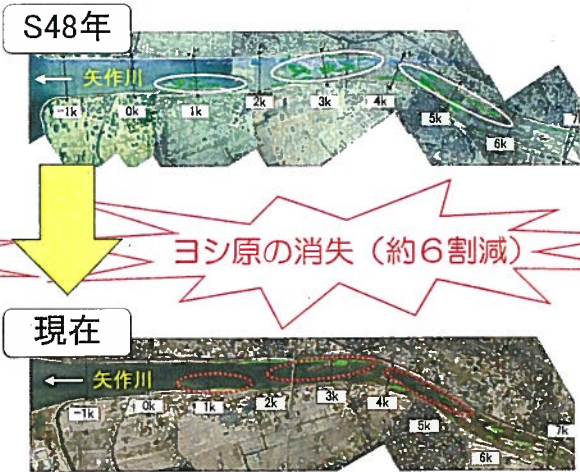 S48年
← 矢作川
-1k 0k 1k 2k 3k 4k 5k 6k 7k
ヨシ原の消失（約6割減）
現在
← 矢作川
-1k 0k 1k 2k 3k 4k 5k 6k 7k